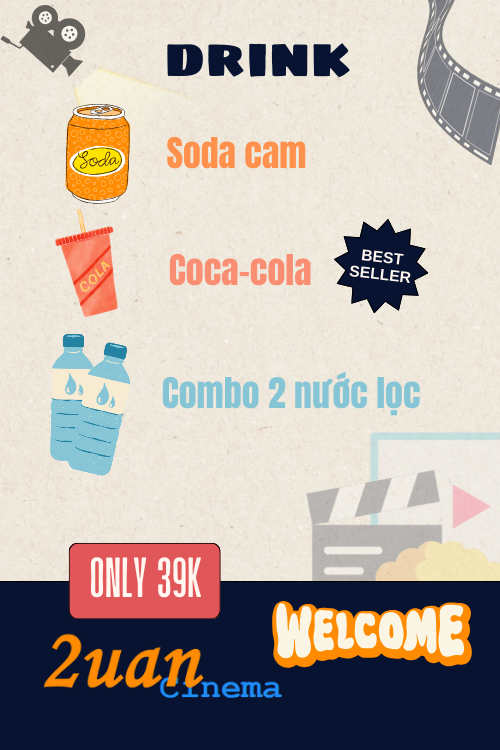 DRINK
Soda
Soda cam
COLA
Coca-cola
BEST
SELLER
Combo 2 nước lọc
ONLY 39K
WELCOME
2uan
Cinema